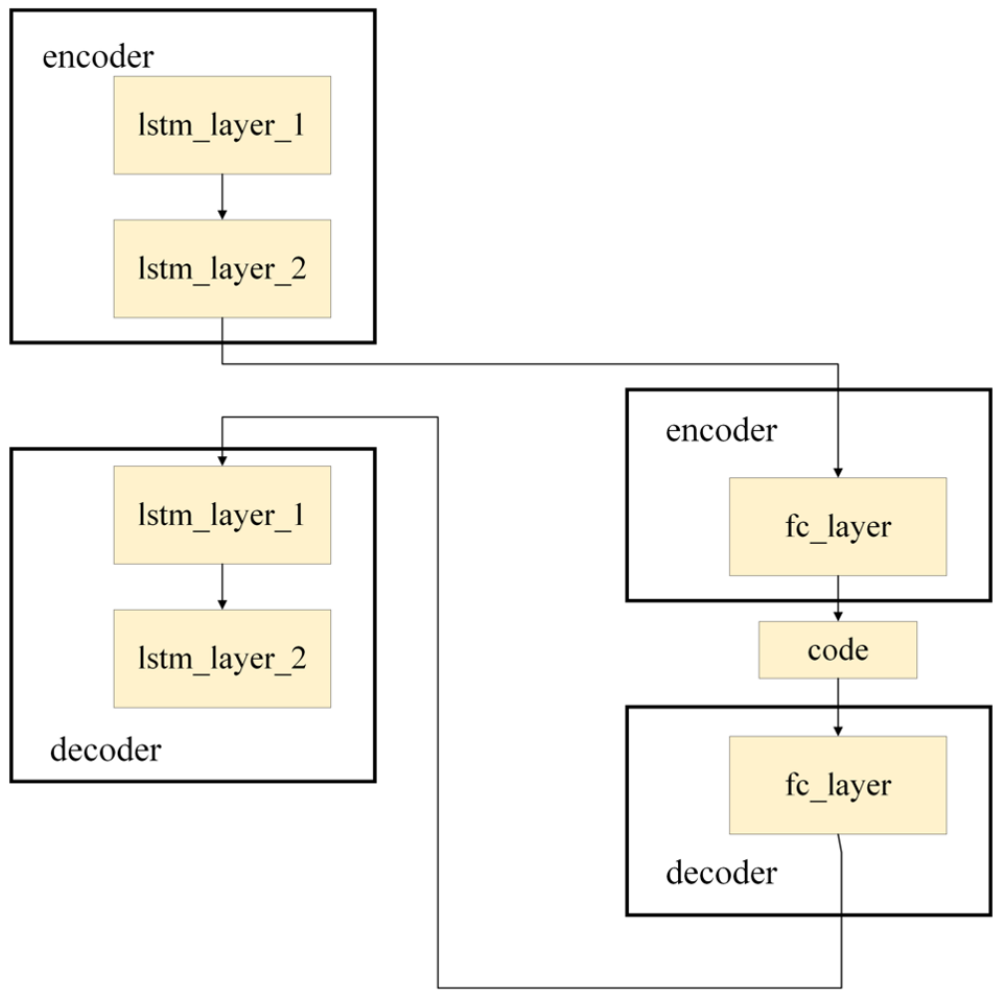 encoder
lstm_layer_1
lstm_layer_2
encoder
fc_layer
code
fc_layer
decoder
lstm_layer_1
lstm_layer_2
decoder